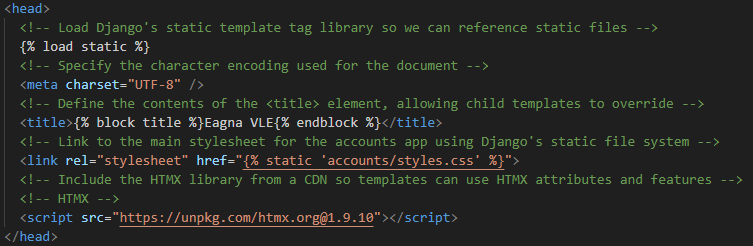 <head>
<!-- Load Django's static template tag library so we can reference static files -->
{% load static %}
<!-- Specify the character encoding used for the document -->
<meta charset="UTF-8" />
<!-- Define the contents of the <title> element, allowing child templates to override -->
<title>{% block title %}Eagna VLE{% endblock %}</title>
<!-- Link to the main stylesheet for the accounts app using Django's static file system -->
<link rel="stylesheet" href="{% static 'accounts/styles.css' %}">
<!-- Include the HTMX library from a CDN so templates can use HTMX attributes and features -->
<!-- HTMX -->
<script src="https://unpkg.com/htmx.org@1.9.10"></script>
</head>